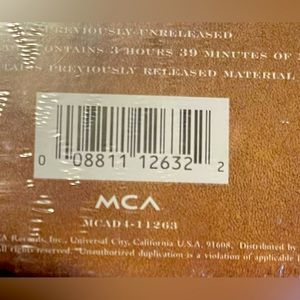 PREVIOUSLY-UNRELEASED
CONTAINS 3 HOURS 39 MINUTES OF
PREVIOUSLY RELEASED MATERIAL
0 08811 12632 2
MCA
MCAD4-11263
Records, Inc., Universal City, California U.S.A. 91608. Distributed by
rights reserved. "Unauthorized duplication is a violation of applicable